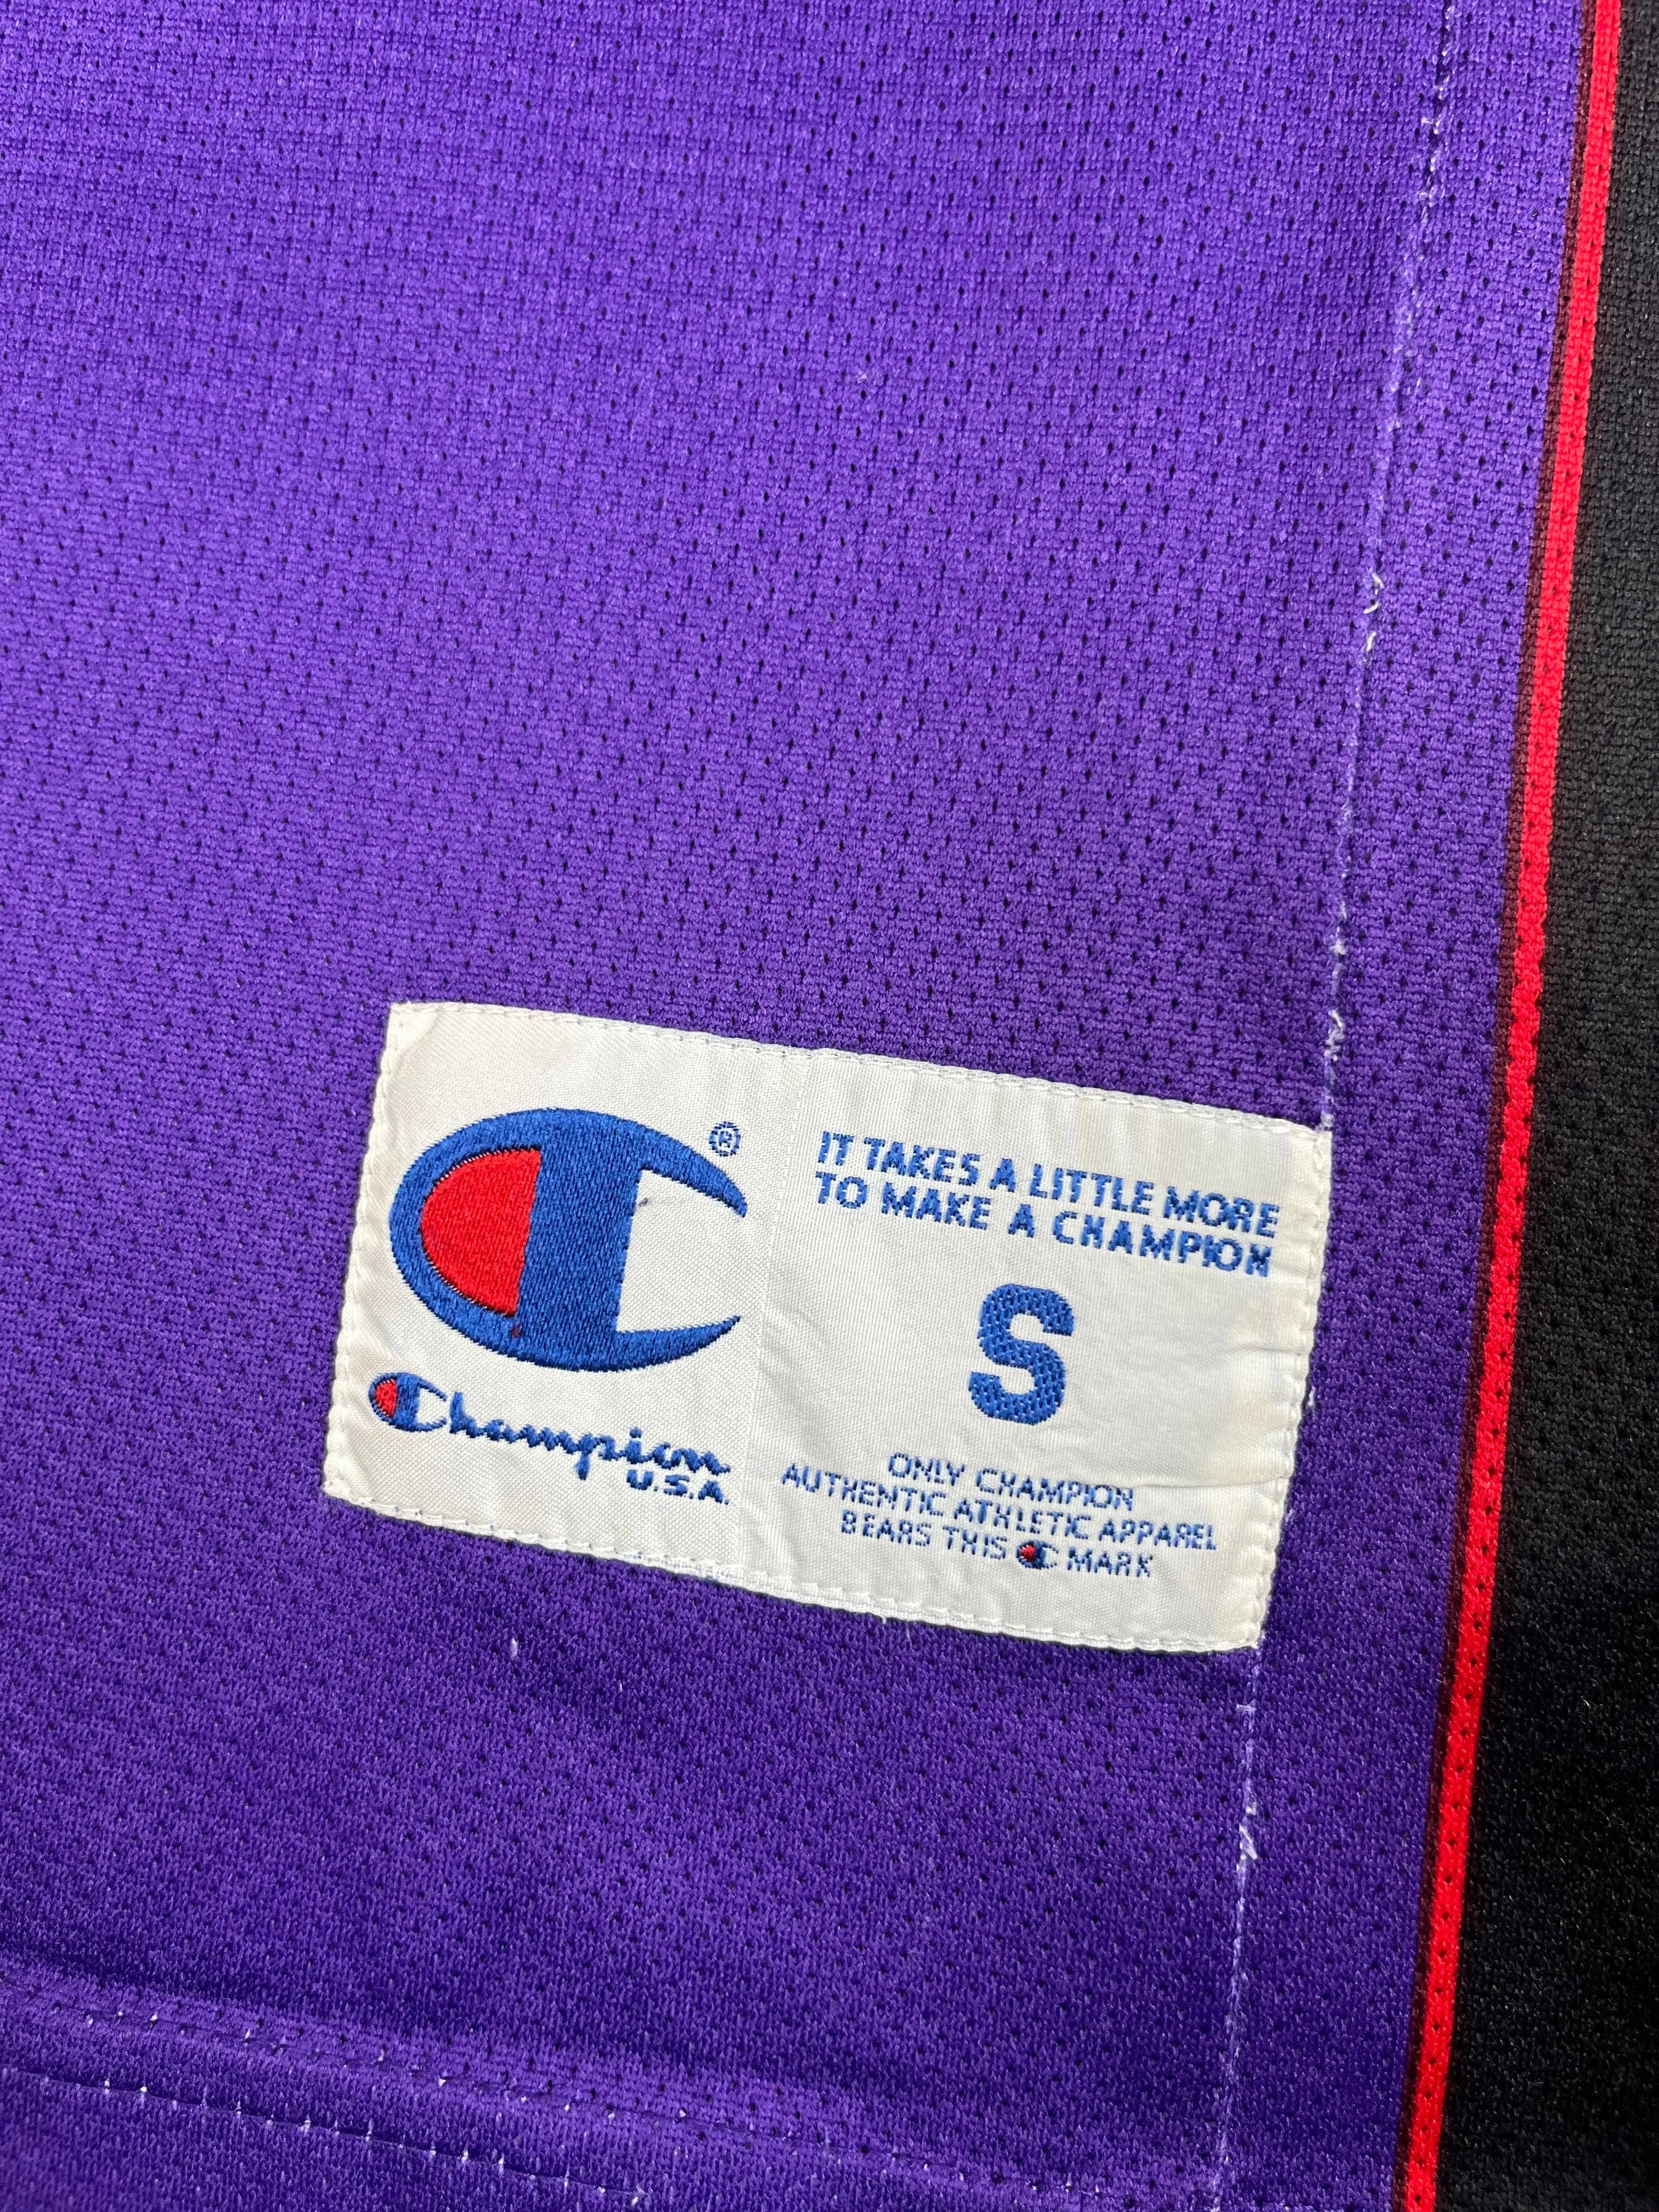 ®
Champion
U.S.A.
IT TAKES A LITTLE MORE
TO MAKE A CHAMPION
S
ONLY CHAMPION
AUTHENTIC ATHLETIC APPAREL
BEARS THIS C MARK